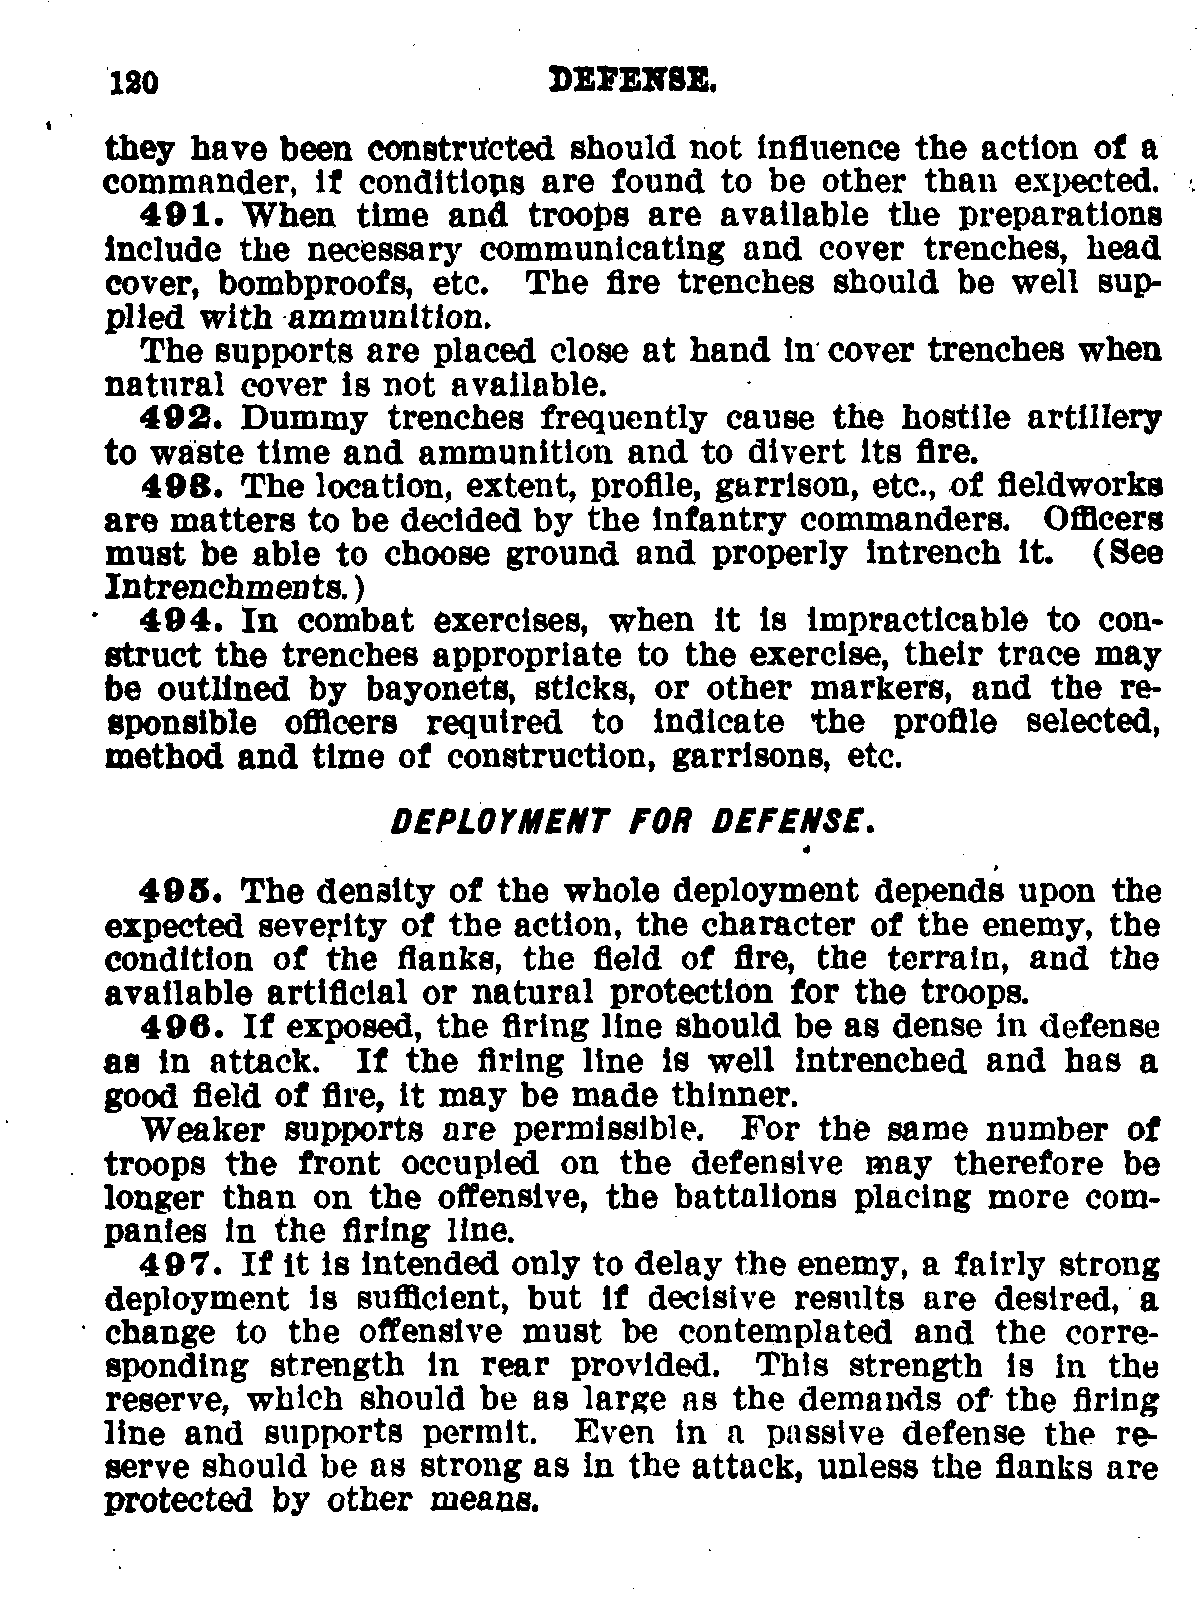 120 DEFENSE.
they have been constructed should not influence the action of a
commander, if conditions are found to be other than expected.
491. When time and troops are available the preparations
include the necessary communicating and cover trenches, head
cover, bombproofs, etc. The fire trenches should be well sup-
plied with ammunition.
The supports are placed close at hand in cover trenches when
natural cover is not available.
492. Dummy trenches frequently cause the hostile artillery
to waste time and ammunition and to divert its fire.
493. The location, extent, profile, garrison, etc., of fieldworks
are matters to be decided by the infantry commanders. Officers
must be able to choose ground and properly intrench it. (See
Intrenchments.)
494. In combat exercises, when it is impracticable to con-
struct the trenches appropriate to the exercise, their trace may
be outlined by bayonets, sticks, or other markers, and the re-
sponsible officers required to indicate the profile selected,
method and time of construction, garrisons, etc.
DEPLOYMENT FOR DEFENSE.
495. The density of the whole deployment depends upon the
expected severity of the action, the character of the enemy, the
condition of the flanks, the field of fire, the terrain, and the
available artificial or natural protection for the troops.
496. If exposed, the firing line should be as dense in defense
as in attack. If the firing line is well intrenched and has a
good field of fire, it may be made thinner.
Weaker supports are permissible. For the same number of
troops the front occupied on the defensive may therefore be
longer than on the offensive, the battalions placing more com-
panies in the firing line.
497. If it is intended only to delay the enemy, a fairly strong
deployment is sufficient, but if decisive results are desired, a
change to the offensive must be contemplated and the corre-
sponding strength in rear provided. This strength is in the
reserve, which should be as large as the demands of the firing
line and supports permit. Even in a passive defense the re-
serve should be as strong as in the attack, unless the flanks are
protected by other means.